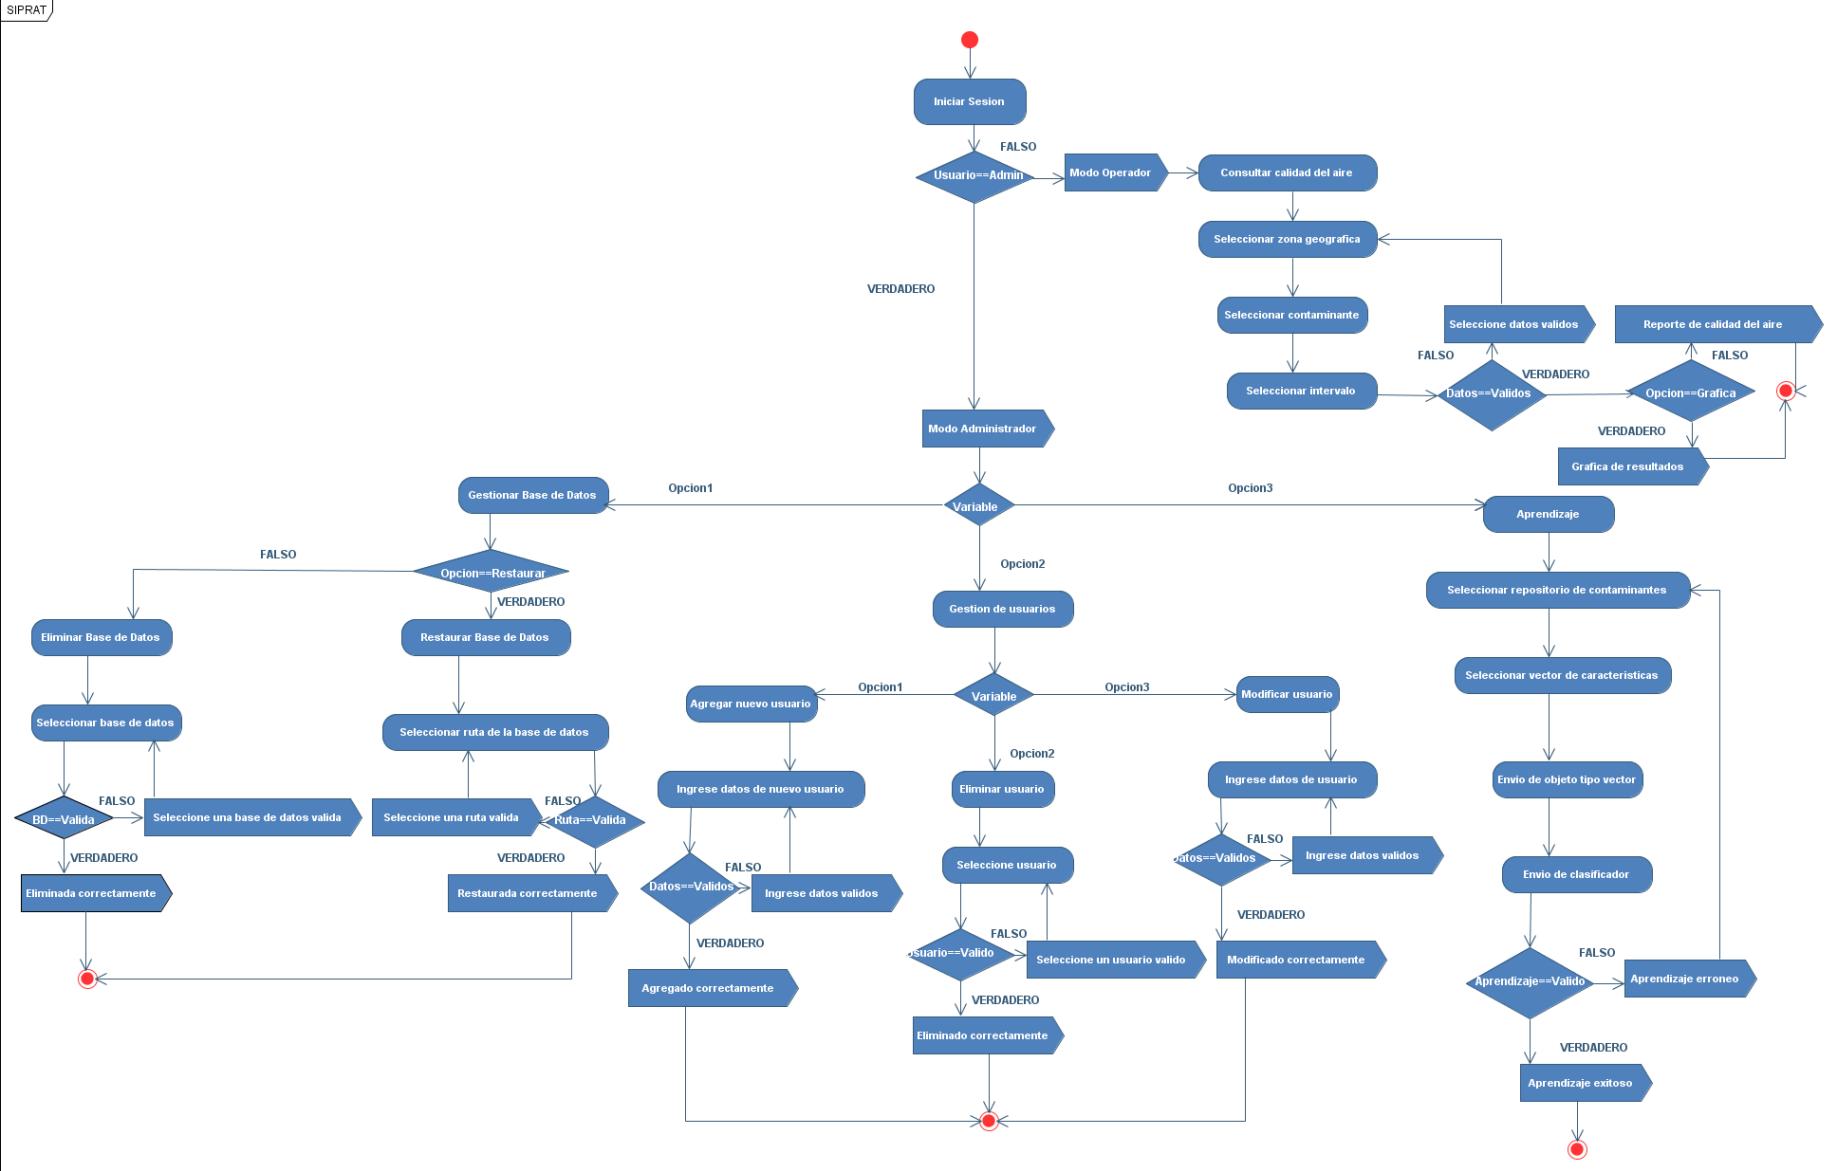 SIPRAT
Iniciar Sesion
FALSO
Usuario==Admin
Modo Operador
Consultar calidad del aire
Seleccionar zona geografica
VERDADERO
Seleccionar contaminante
Seleccione datos validos
Reporte de calidad del aire
FALSO
FALSO
VERDADERO
Seleccionar intervalo
Datos==Validos
Opcion==Grafica
VERDADERO
Grafica de resultados
Modo Administrador
Opcion1
Opcion3
Gestionar Base de Datos
Variable
Aprendizaje
FALSO
Opcion==Restaurar
Opcion2
VERDADERO
Seleccionar repositorio de contaminantes
Gestion de usuarios
Eliminar Base de Datos
Restaurar Base de Datos
Seleccionar vector de caracteristicas
Opcion1
Opcion3
Variable
Modificar usuario
Agregar nuevo usuario
Seleccionar base de datos
Seleccionar ruta de la base de datos
Opcion2
Ingrese datos de nuevo usuario
Eliminar usuario
Ingrese datos de usuario
Envio de objeto tipo vector
FALSO
FALSO
BD==Valida
Seleccione una base de datos valida
Seleccione una ruta valida
Ruta==Valida
FALSO
VERDADERO
VERDADERO
Datos==Validos
Ingrese datos validos
FALSO
Seleccione usuario
Envio de clasificador
Eliminada correctamente
Restaurada correctamente
Datos==Validos
Ingrese datos validos
VERDADERO
FALSO
VERDADERO
Usuario==Valido
Seleccione un usuario valido
Modificado correctamente
FALSO
Aprendizaje==Valido
Aprendizaje erroneo
Agregado correctamente
VERDADERO
Eliminado correctamente
VERDADERO
Aprendizaje exitoso